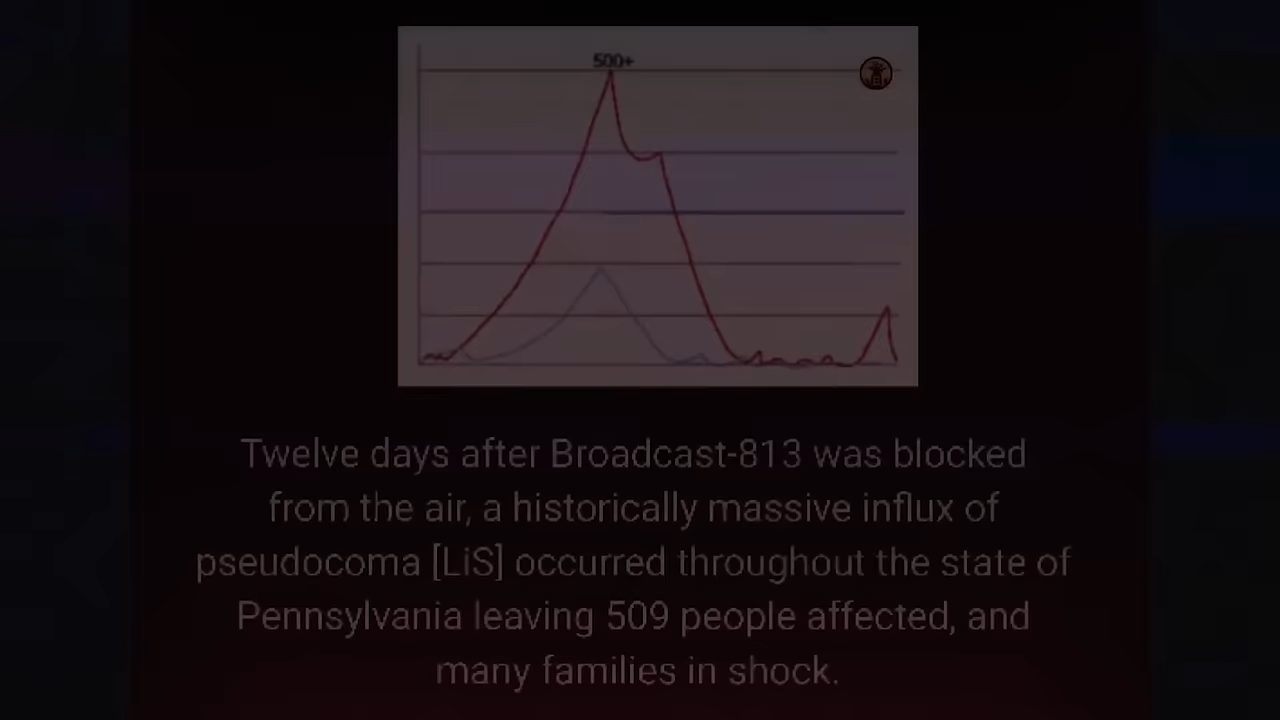 500+
Twelve days after Broadcast-813 was blocked
from the air, a historically massive influx of
pseudocoma [LiS] occurred throughout the state of
Pennsylvania leaving 509 people affected, and
many families in shock.